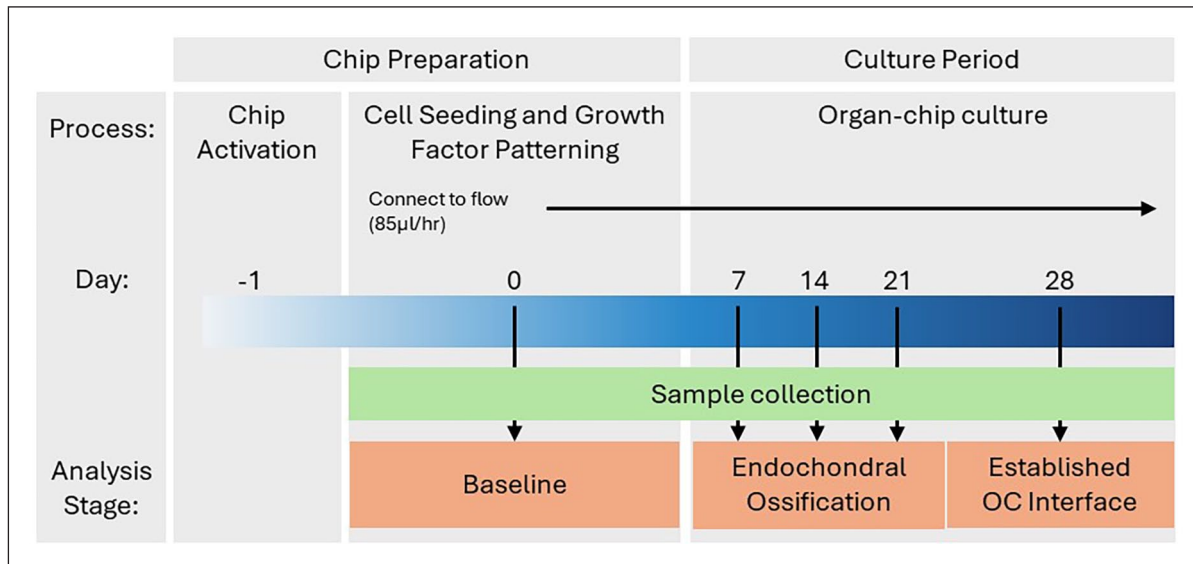 Chip Preparation
Culture Period
Process:
Chip
Activation
Cell Seeding and Growth
Factor Patterning
Organ-chip culture
Connect to flow
(85µl/hr)
Day:
-1
0
7
14
21
28
Sample collection
Analysis
Stage:
Baseline
Endochondral
Ossification
Established
OC Interface